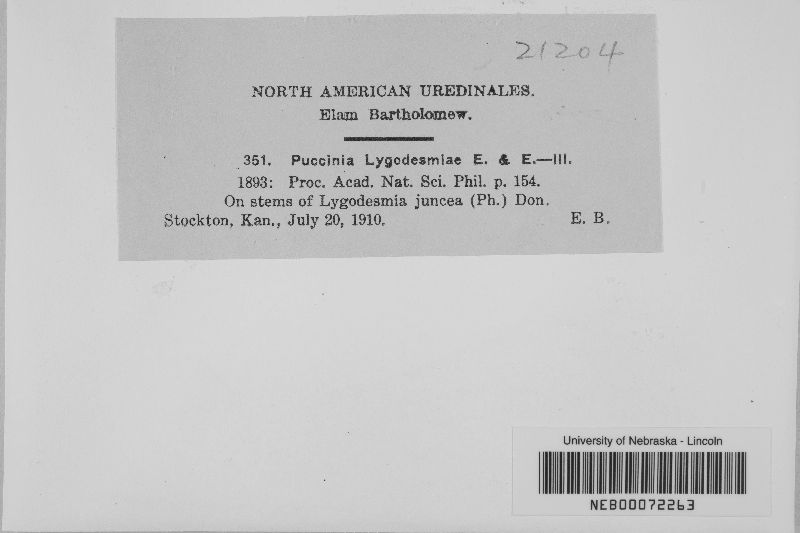 21204
NORTH AMERICAN UREDINALES.
Elam Bartholomew.
351. Puccinia Lygodesmiae E. & E.—III.
1893: Proc. Acad. Nat. Sci. Phil. p. 154.
On stems of Lygodesmia juncea (Ph.) Don.
Stockton, Kan., July 20, 1910. E. B.
University of Nebraska - Lincoln
NEB00072263